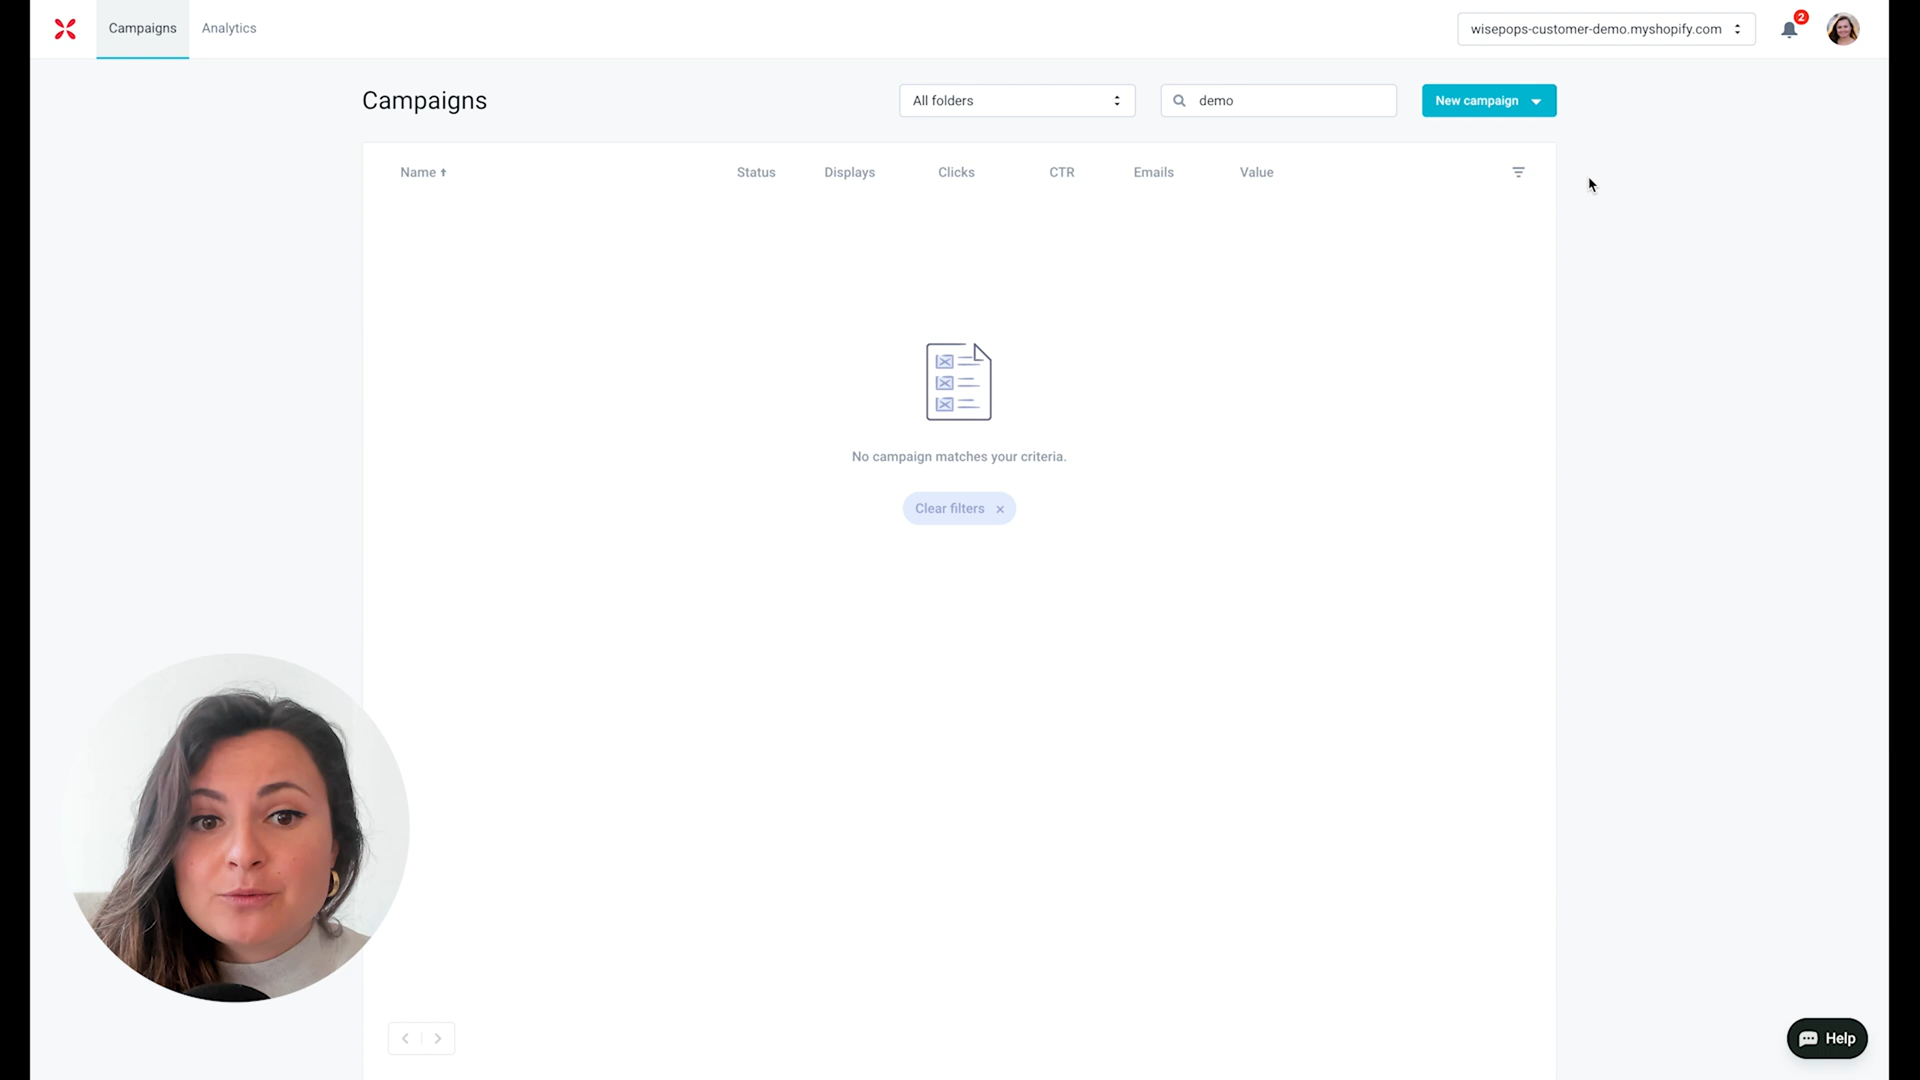 Campaigns
Analytics
wisepops-customer-demo.myshopify.com
2
Campaigns
All folders
demo
New campaign
Name
Status
Displays
Clicks
CTR
Emails
Value
No campaign matches your criteria.
Clear filters ×
Help